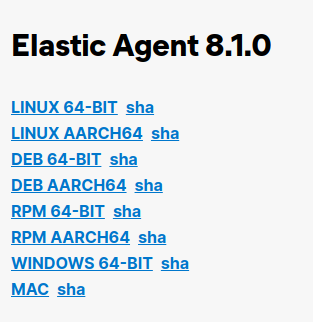 Elastic Agent 8.1.0
LINUX 64-BIT sha
LINUX AARCH64 sha
DEB 64-BIT sha
DEB AARCH64 sha
RPM 64-BIT sha
RPM AARCH64 sha
WINDOWS 64-BIT sha
MAC sha